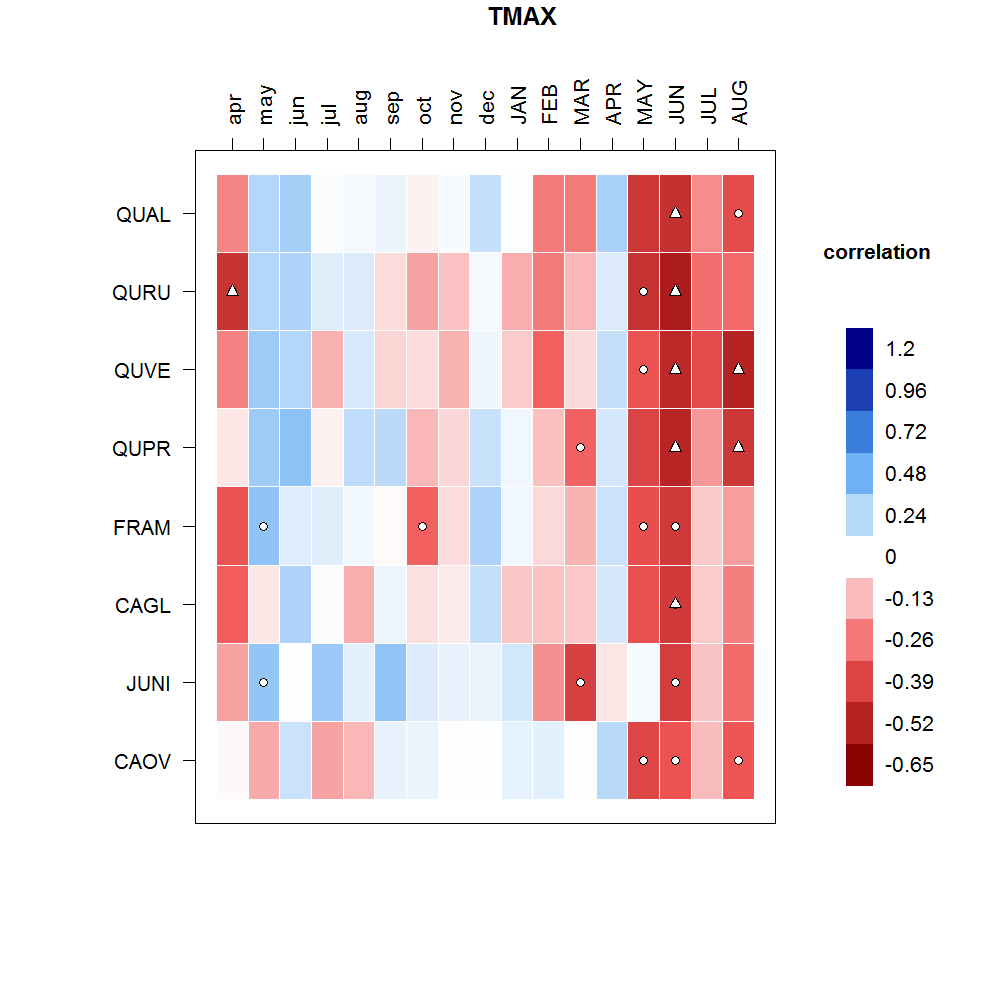 TMAX
apr may jun jul aug sep oct nov dec JAN FEB MAR APR MAY JUN JUL AUG
QUAL
QURU
QUVE
QUPR
FRAM
CAGL
JUNI
CAOV
correlation
1.2
0.96
0.72
0.48
0.24
0
-0.13
-0.26
-0.39
-0.52
-0.65